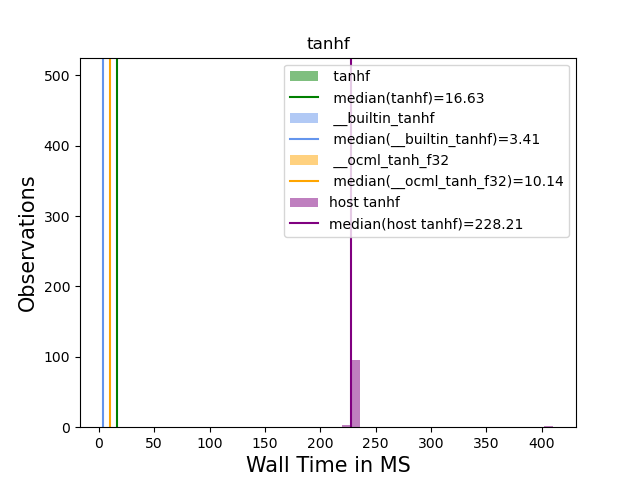 tanhf
500
400
300
200
100
0
Observations
tanhf
median(tanhf)=16.63
__builtin_tanhf
median(__builtin_tanhf)=3.41
__ocml_tanh_f32
median(__ocml_tanh_f32)=10.14
host tanhf
median(host tanhf)=228.21
0 50 100 150 200 250 300 350 400
Wall Time in MS